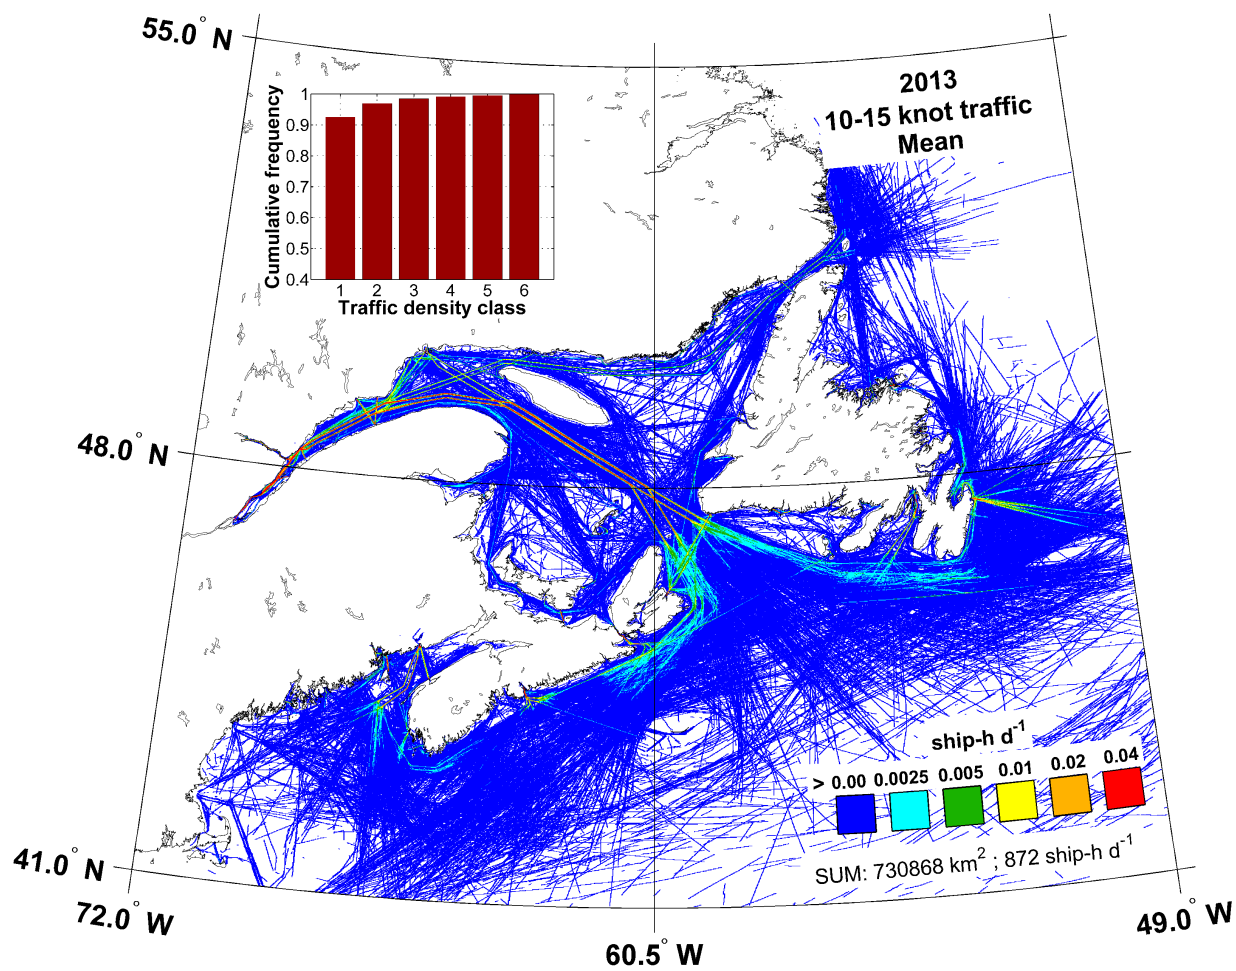 55.0° N
2013
10-15 knot traffic
Mean
Cumulative frequency
1
0.9
0.8
0.7
0.6
0.5
0.4
1 2 3 4 5 6
Traffic density class
48.0° N
ship-h d-1
> 0.00 0.0025 0.005 0.01 0.02 0.04
SUM: 730868 km2 ; 872 ship-h d-1
41.0° N
72.0° W
60.5° W
49.0° W